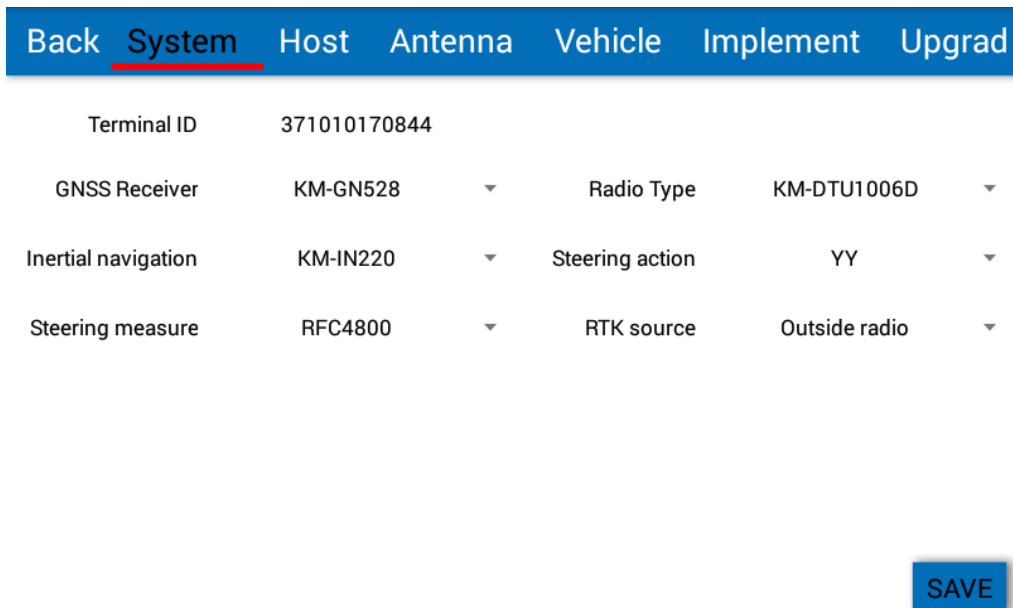 Back System Host Antenna Vehicle Implement Upgrad
Terminal ID 371010170844
GNSS Receiver KM-GN528 Radio Type KM-DTU1006D
Inertial navigation KM-IN220 Steering action YY
Steering measure RFC4800 RTK source Outside radio
SAVE